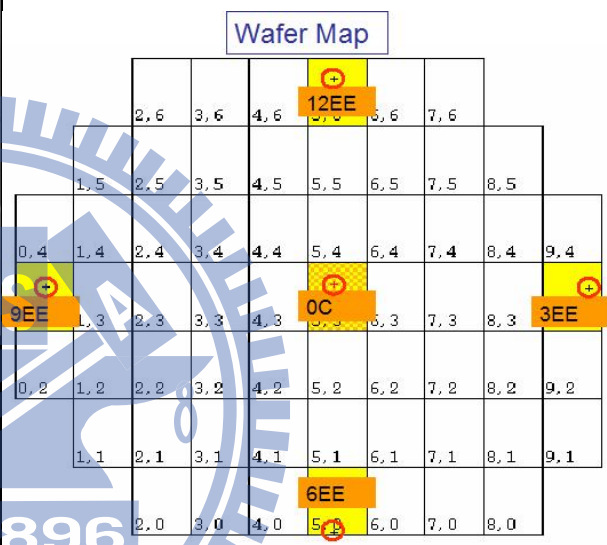 Wafer Map
12EE
2,6 3,6 4,6 6,6 7,6
1,5 2,5 3,5 4,5 5,5 6,5 7,5 8,5
0,4 1,4 2,4 3,4 4,4 5,4 6,4 7,4 8,4 9,4
9EE 0C 3EE
1,3 2,3 3,3 4,3 6,3 7,3 8,3
0,2 1,2 2,2 3,2 4,2 5,2 6,2 7,2 8,2 9,2
1,1 2,1 3,1 4,1 5,1 6,1 7,1 8,1 9,1
6EE
2,0 3,0 4,0 5,0 6,0 7,0 8,0
896